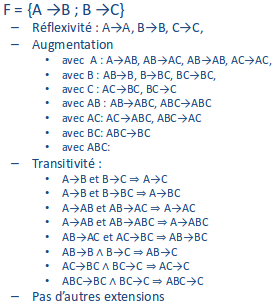 F = {A →B ; B →C}
– Réflexivité : A→A, B→B, C→C,
– Augmentation
• avec A : A→AB, AB→AC, AB→AB, AC→AC,
• avec B : AB→B, B→BC, BC→BC,
• avec C : AC→BC, BC→C
• avec AB : AB→ABC, ABC→ABC
• avec AC: AC→ABC, ABC→AC
• avec BC: ABC→BC
• avec ABC:
– Transitivité :
• A→B et B→C ⇒ A→C
• A→B et B→BC ⇒ A→BC
• A→AB et AB→AC ⇒ A→AC
• A→AB et AB→ABC ⇒ A→ABC
• AB→AC et AC→BC ⇒ AB→BC
• AB→B ∧ B→C ⇒ AB→C
• AC→BC ∧ BC→C ⇒ AC→C
• ABC→BC ∧ BC→C ⇒ ABC→C
– Pas d'autres extensions